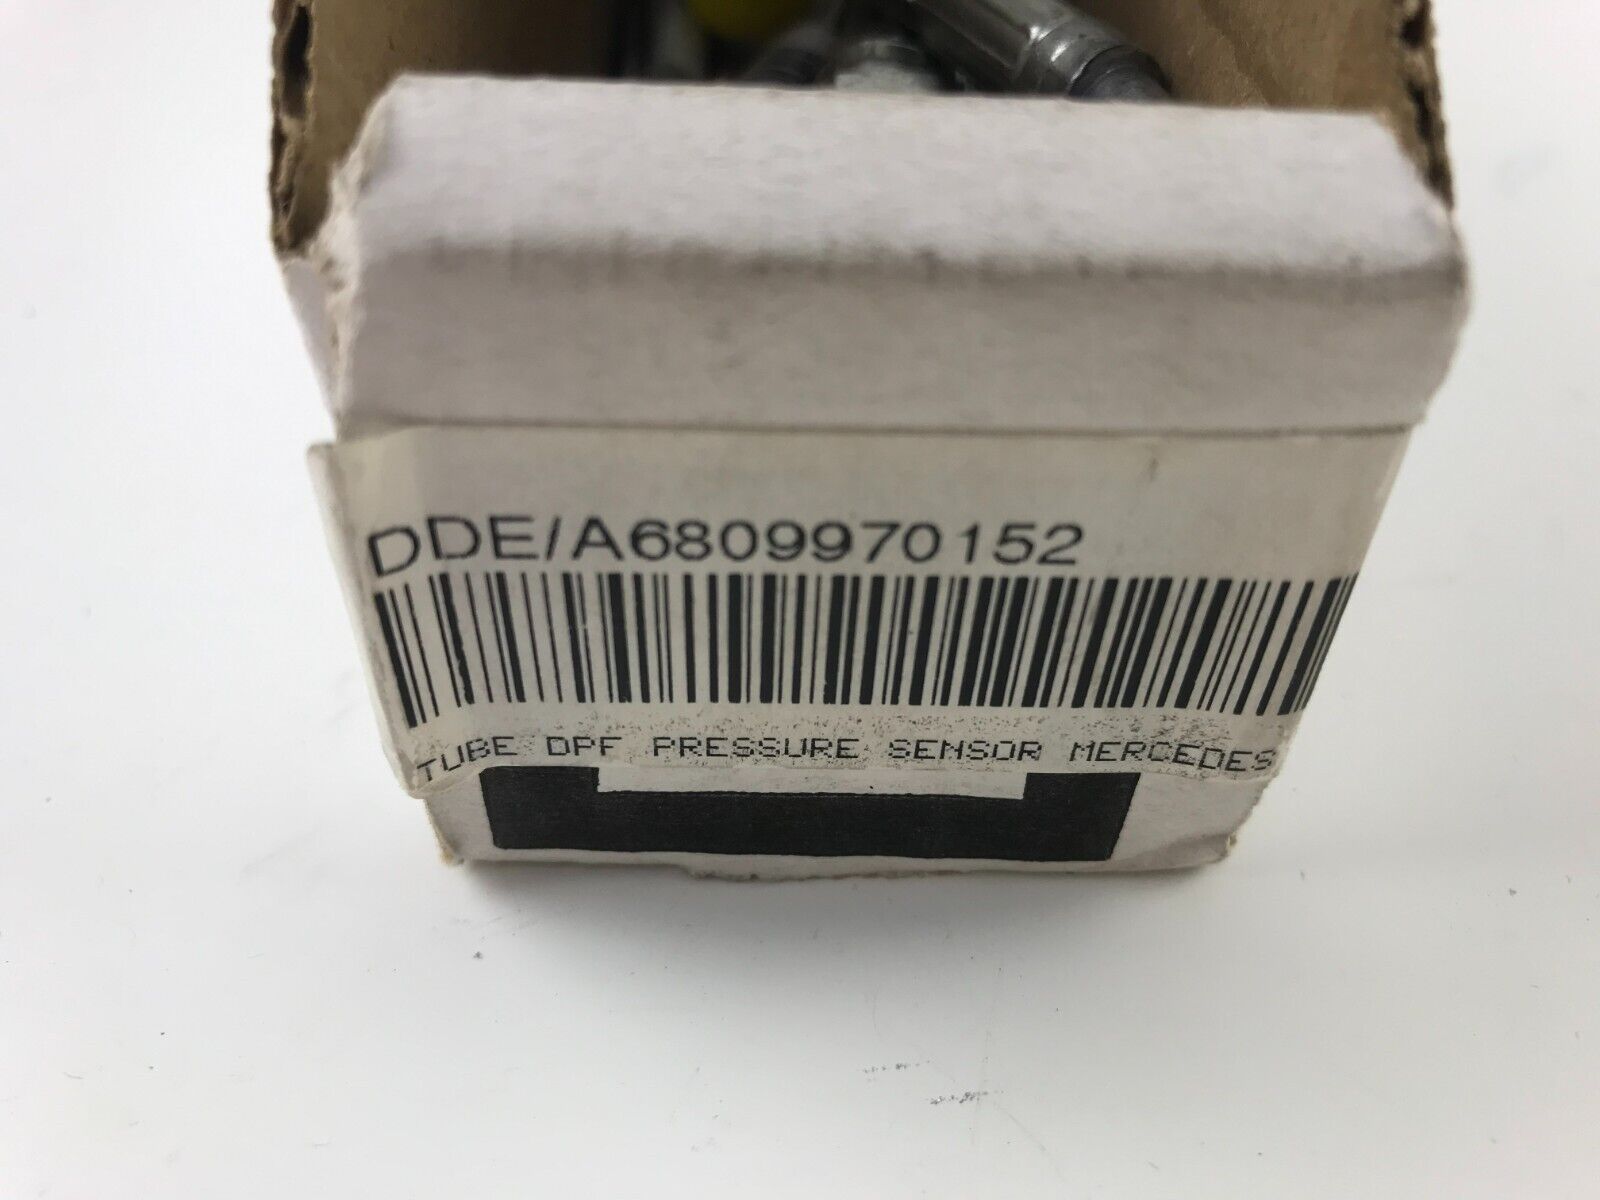 DDE/A6809970152
TUBE DPF PRESSURE SENSOR MERCEDES